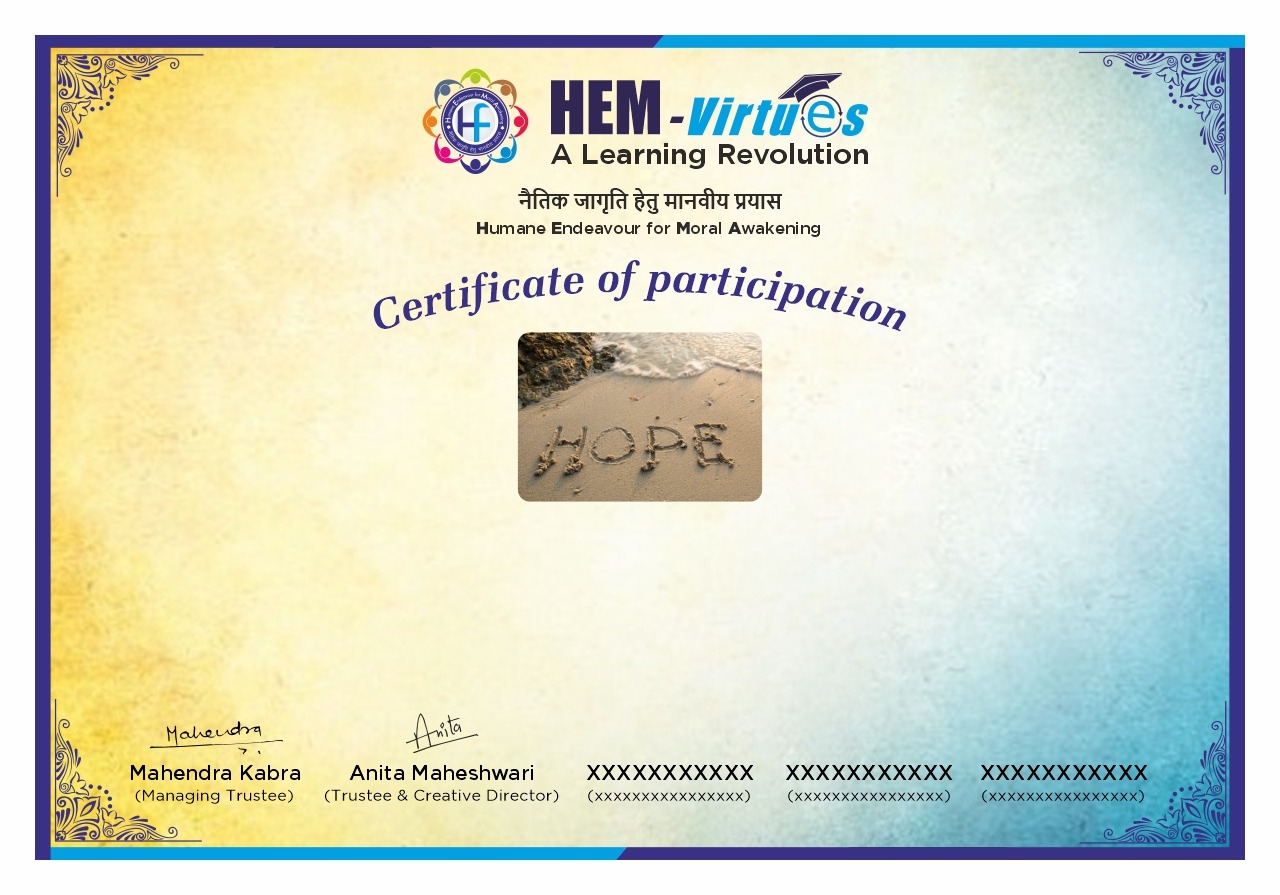 HEM -Virtues
A Learning Revolution
नैतिक जागृति हेतु मानवीय प्रयास
Humane Endeavour for Moral Awakening
Certificate of participation
HOPE
Mahendra
Anita
Mahendra Kabra
(Managing Trustee)
Anita Maheshwari
(Trustee & Creative Director)
XXXXXXXXXXX
(xxxxxxxxxxxxxxxx)
XXXXXXXXXXX
(xxxxxxxxxxxxxxxx)
XXXXXXXXXXX
(xxxxxxxxxxxxxxxx)